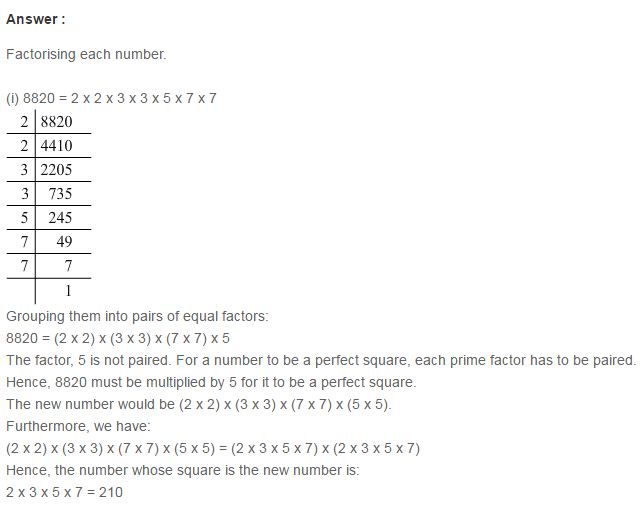 Answer :
Factorising each number.
(i) 8820 = 2 x 2 x 3 x 3 x 5 x 7 x 7
2 8820
2 4410
3 2205
3 735
5 245
7 49
7 7
1
Grouping them into pairs of equal factors:
8820 = (2 x 2) x (3 x 3) x (7 x 7) x 5
The factor, 5 is not paired. For a number to be a perfect square, each prime factor has to be paired.
Hence, 8820 must be multiplied by 5 for it to be a perfect square.
The new number would be (2 x 2) x (3 x 3) x (7 x 7) x (5 x 5).
Furthermore, we have:
(2 x 2) x (3 x 3) x (7 x 7) x (5 x 5) = (2 x 3 x 5 x 7) x (2 x 3 x 5 x 7)
Hence, the number whose square is the new number is:
2 x 3 x 5 x 7 = 210